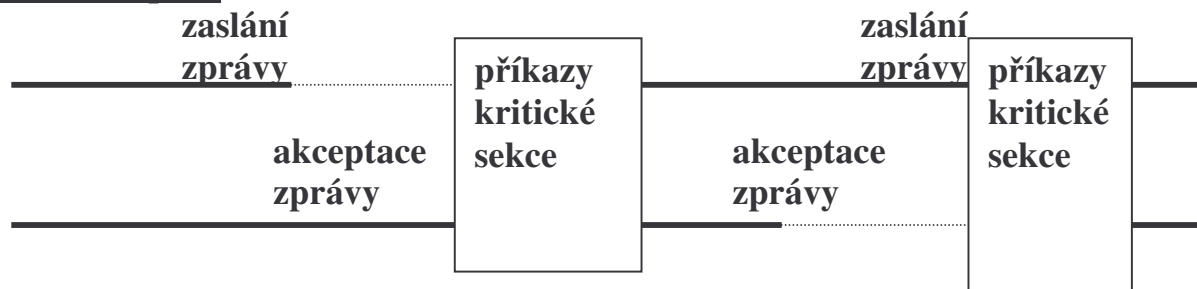 zaslání
zprávy
příkazy
kritické
sekce
akceptace
zprávy
zaslání
zprávy
příkazy
kritické
sekce
akceptace
zprávy